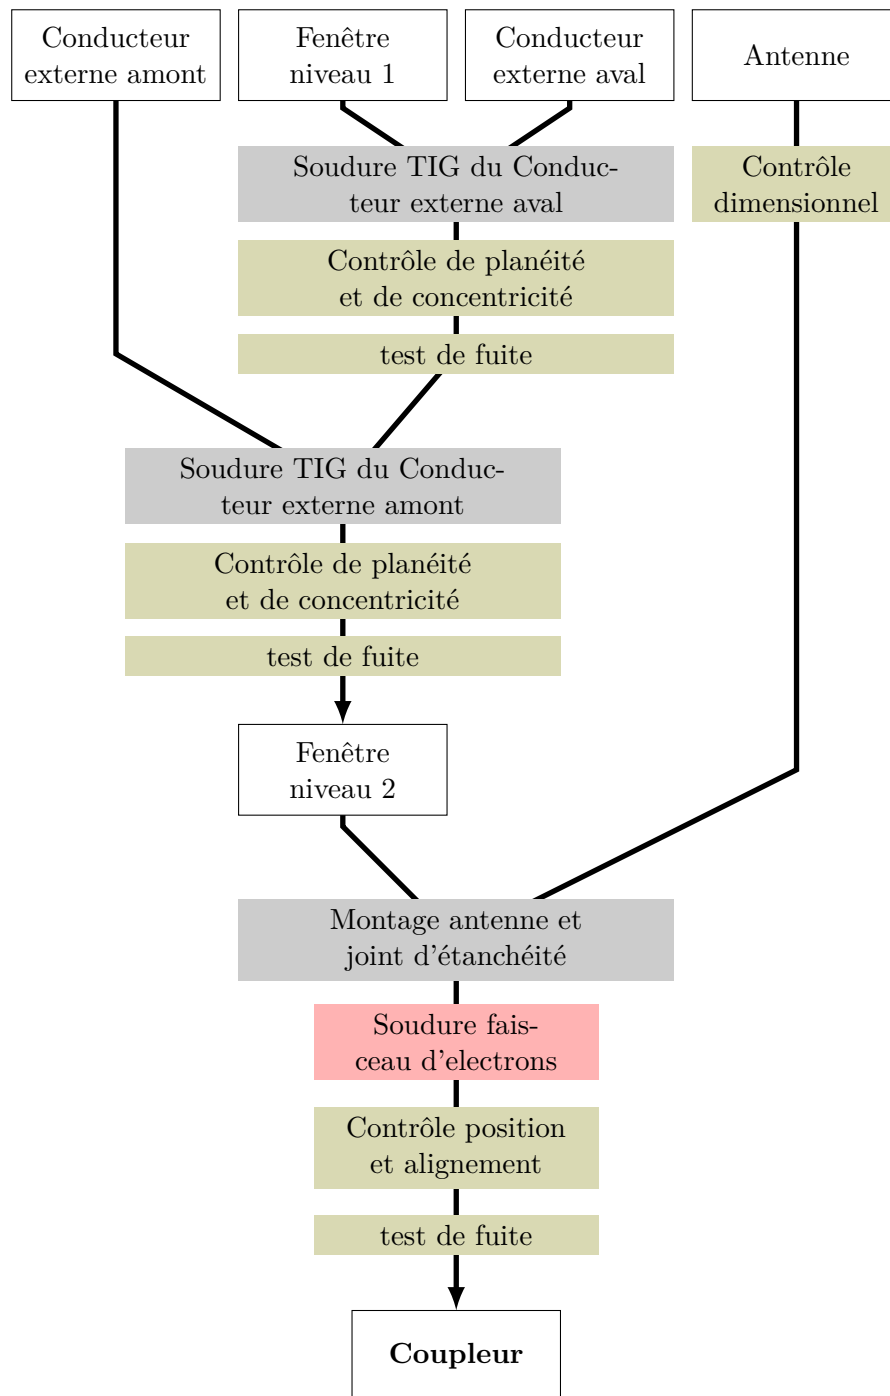 Conducteur
externe amont
Fenêtre
niveau 1
Conducteur
externe aval
Antenne
Soudure TIG du Conduc-
teur externe aval
Contrôle
dimensionnel
Contrôle de planéité
et de concentricité
test de fuite
Soudure TIG du Conduc-
teur externe amont
Contrôle de planéité
et de concentricité
test de fuite
Fenêtre
niveau 2
Montage antenne et
joint d'étanchéité
Soudure fais-
ceau d'electrons
Contrôle position
et alignement
test de fuite
Coupleur